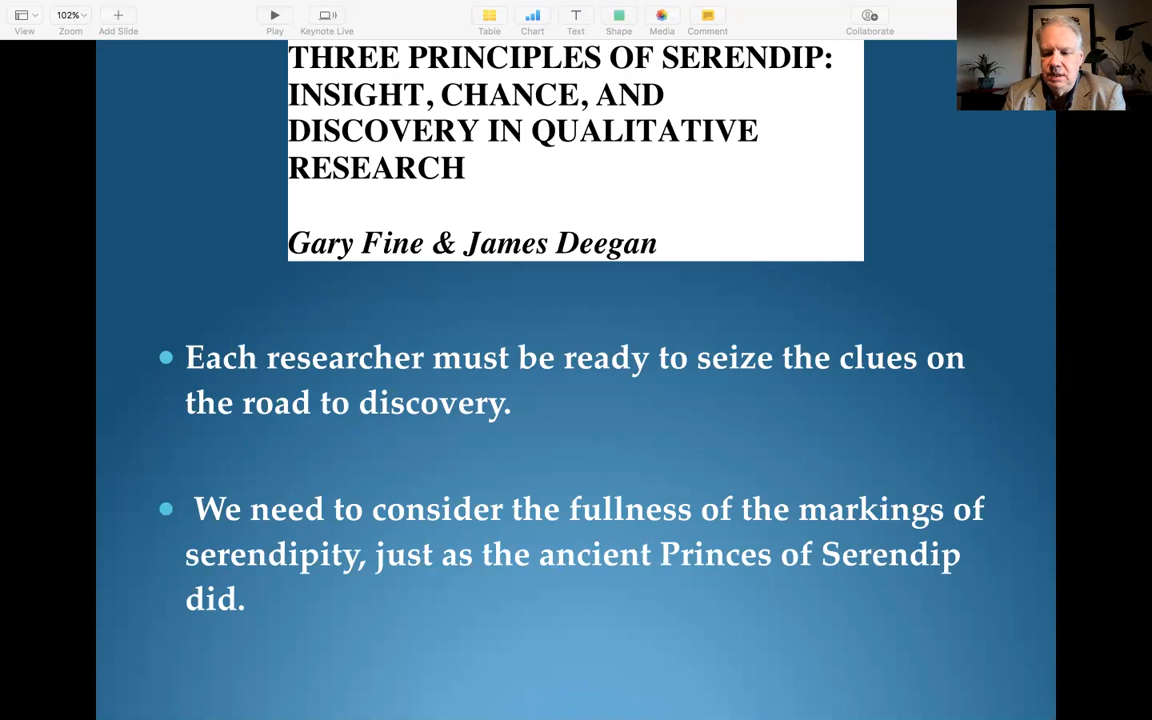 102%
View
Zoom
Add Slide
Play
Keynote Live
Table
Chart
Text
Shape
Media
Comment
Collaborate
THREE PRINCIPLES OF SERENDIP:
INSIGHT, CHANCE, AND
DISCOVERY IN QUALITATIVE
RESEARCH
Gary Fine & James Deegan
Each researcher must be ready to seize the clues on
the road to discovery.
We need to consider the fullness of the markings of
serendipity, just as the ancient Princes of Serendip
did.